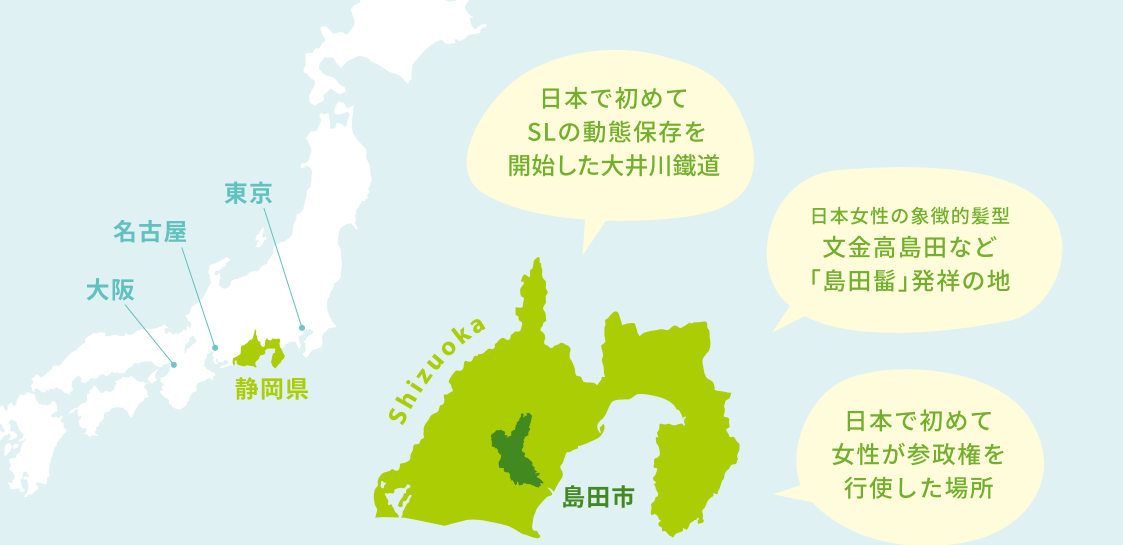 東京
名古屋
大阪
静岡県
Shizuoka
島田市
日本で初めて
SLの動態保存を
開始した大井川鐵道
日本女性の象徴的髪型
文金高島田など
「島田髷」発祥の地
日本で初めて
女性が参政権を
行使した場所